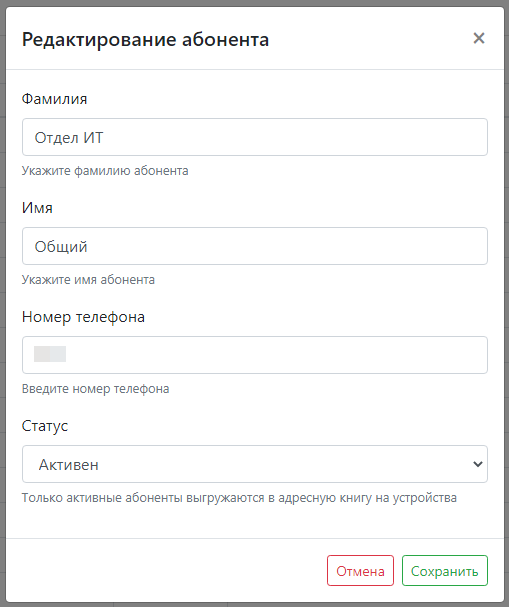 Редактирование абонента ×
Фамилия
Отдел ИТ
Укажите фамилию абонента
Имя
Общий
Укажите имя абонента
Номер телефона
Введите номер телефона
Статус
Активен
Только активные абоненты выгружаются в адресную книгу на устройства
Отмена Сохранить